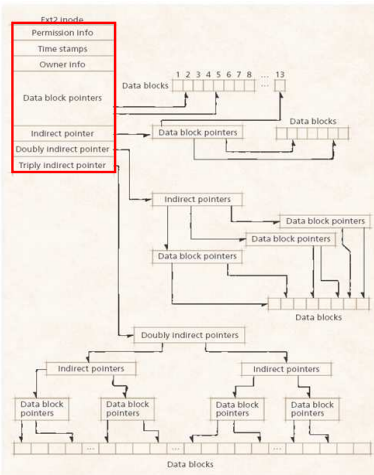 Ext2 inode
Permission info
Time stamps
Owner info
Data block pointers
Indirect pointer
Doubly indirect pointer
Triply indirect pointer
1 2 3 4 5 6 7 8 ... 13
Data blocks
Data block pointers
Data blocks
Indirect pointers
Data block pointers
Data block pointers
Data block pointers
Data blocks
Doubly indirect pointers
Indirect pointers
Indirect pointers
Data block
pointers
Data block
pointers
Data block
pointers
Data block
pointers
... ... ...
Data blocks